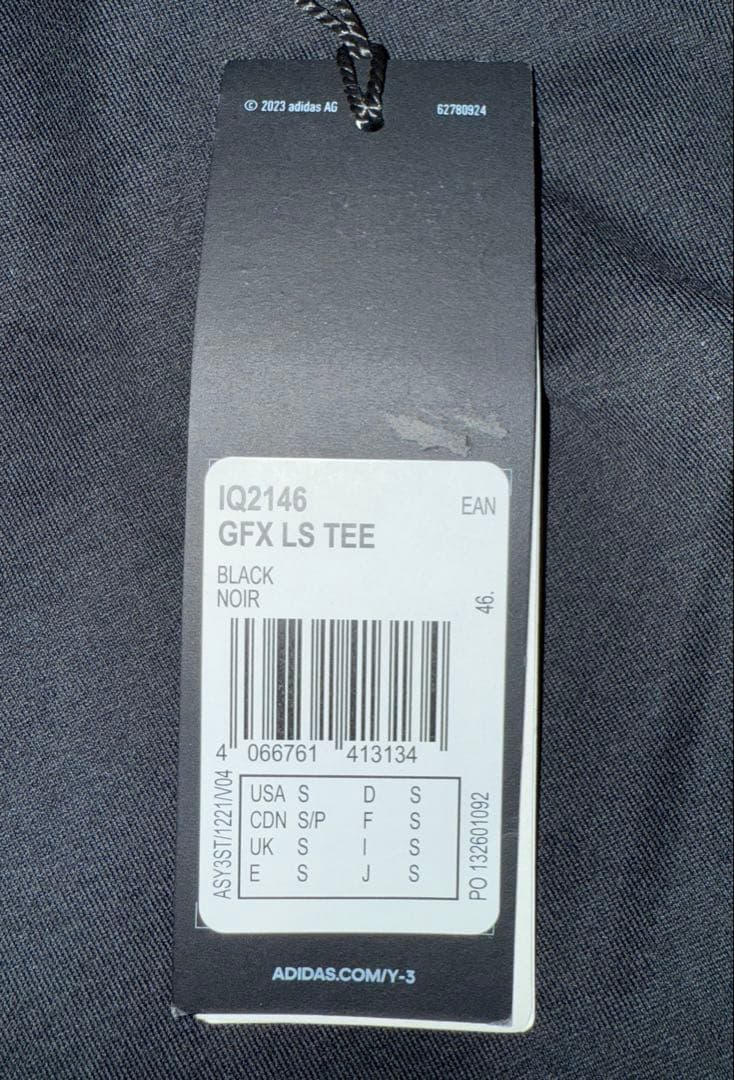 © 2023 adidas AG
62780924
IQ2146
EAN
GFX LS TEE
BLACK
NOIR
46.
4 066761 413134
ASY3ST/1221/V04
USA S D S
CDN S/P F S
UK S I S
E S J S
PO 132601092
ADIDAS.COM/Y-3